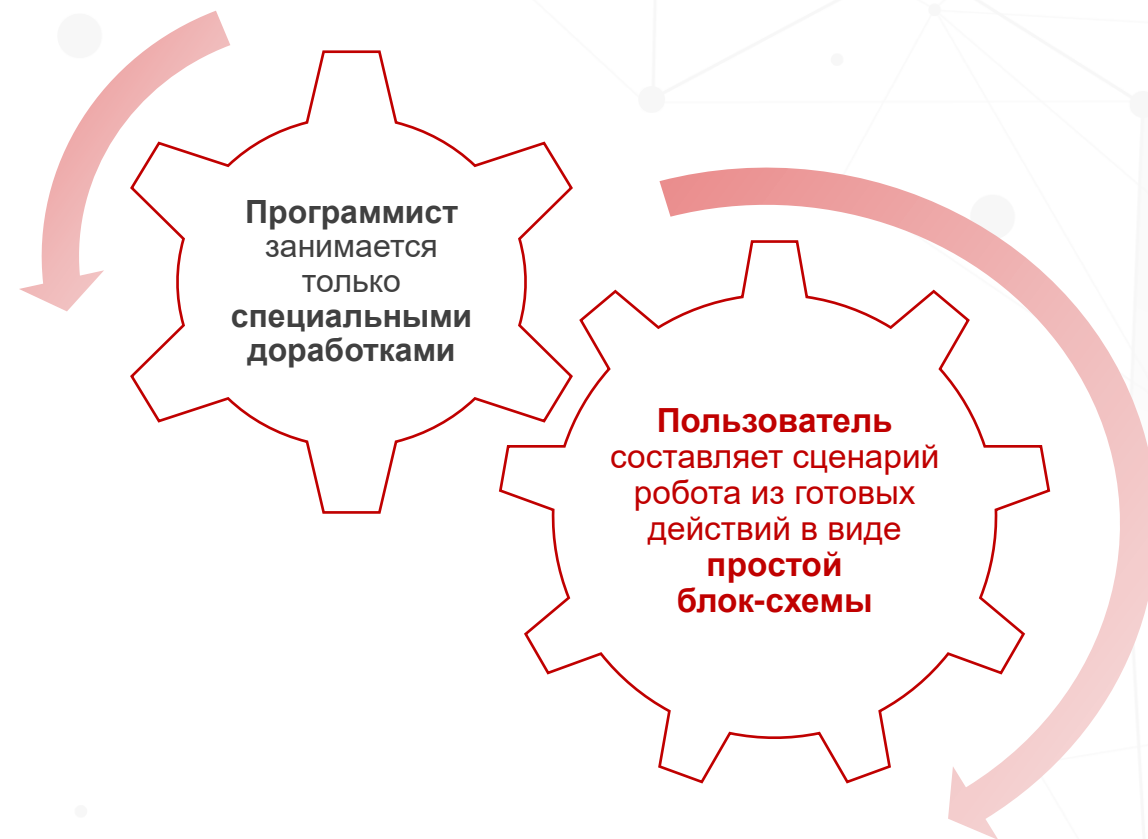 Программист
занимается
только
специальными
доработками
Пользователь
составляет сценарий
робота из готовых
действий в виде
простой
блок-схемы